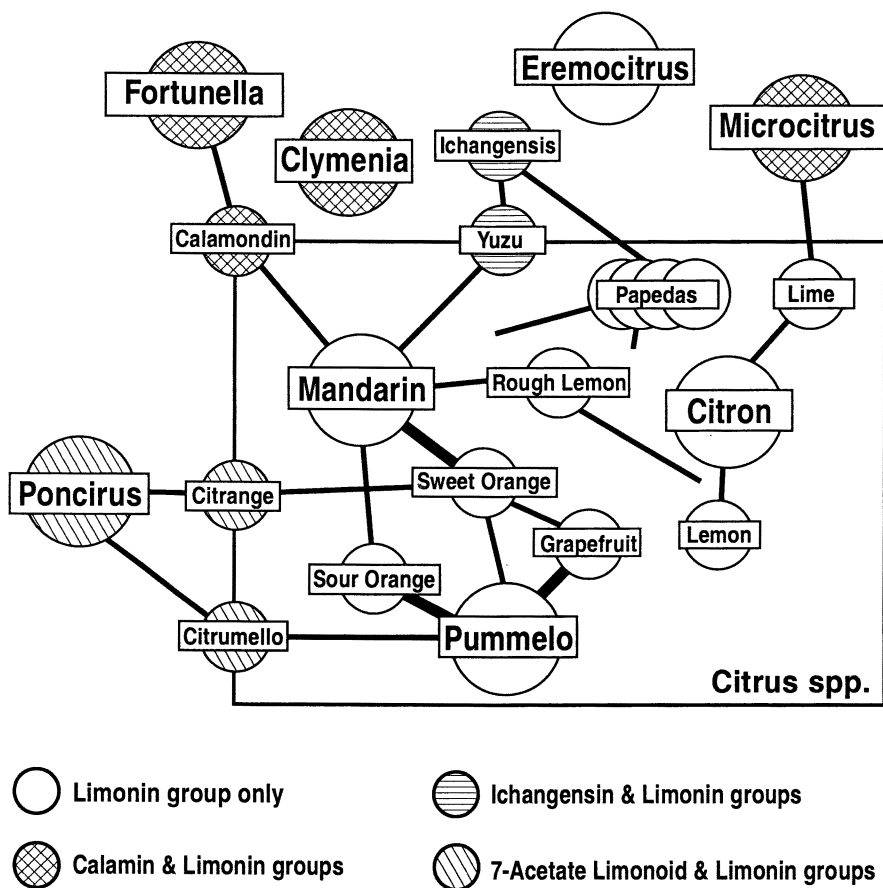 Eremocitrus
Fortunella
Microcitrus
Ichangensis
Clymenia
Calamondin
Yuzu
Papedas
Lime
Mandarin
Rough Lemon
Citron
Poncirus
Citrange
Sweet Orange
Lemon
Grapefruit
Sour Orange
Citrumello
Pummelo
Citrus spp.
Limonin group only
Ichangensin & Limonin groups
Calamin & Limonin groups
7-Acetate Limonoid & Limonin groups